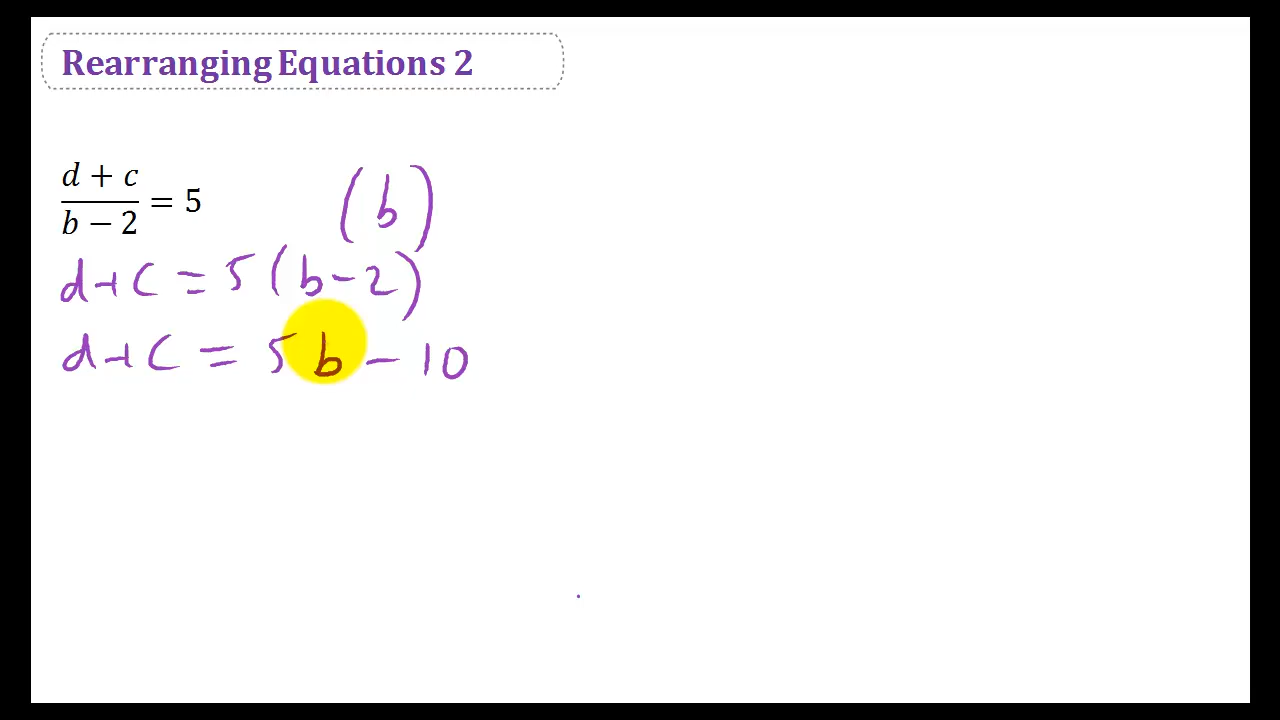 Rearranging Equations 2
(d + c)/(b − 2) = 5
(b)
d+c = 5(b-2)
d+c = 5b - 10